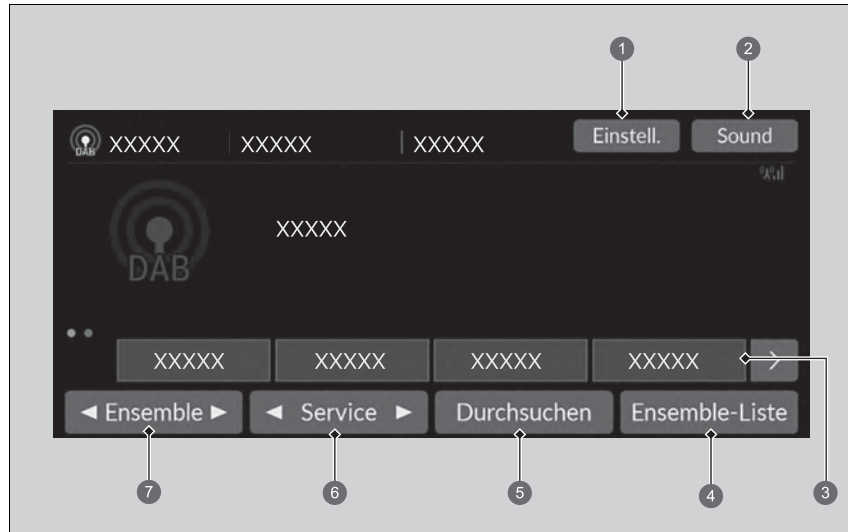 1 2
DAB XXXXX XXXXX XXXXX Einstell. Sound
XXXXX
DAB
XXXXX XXXXX XXXXX XXXXX
Ensemble Service Durchsuchen Ensemble-Liste
7 6 5 4 3